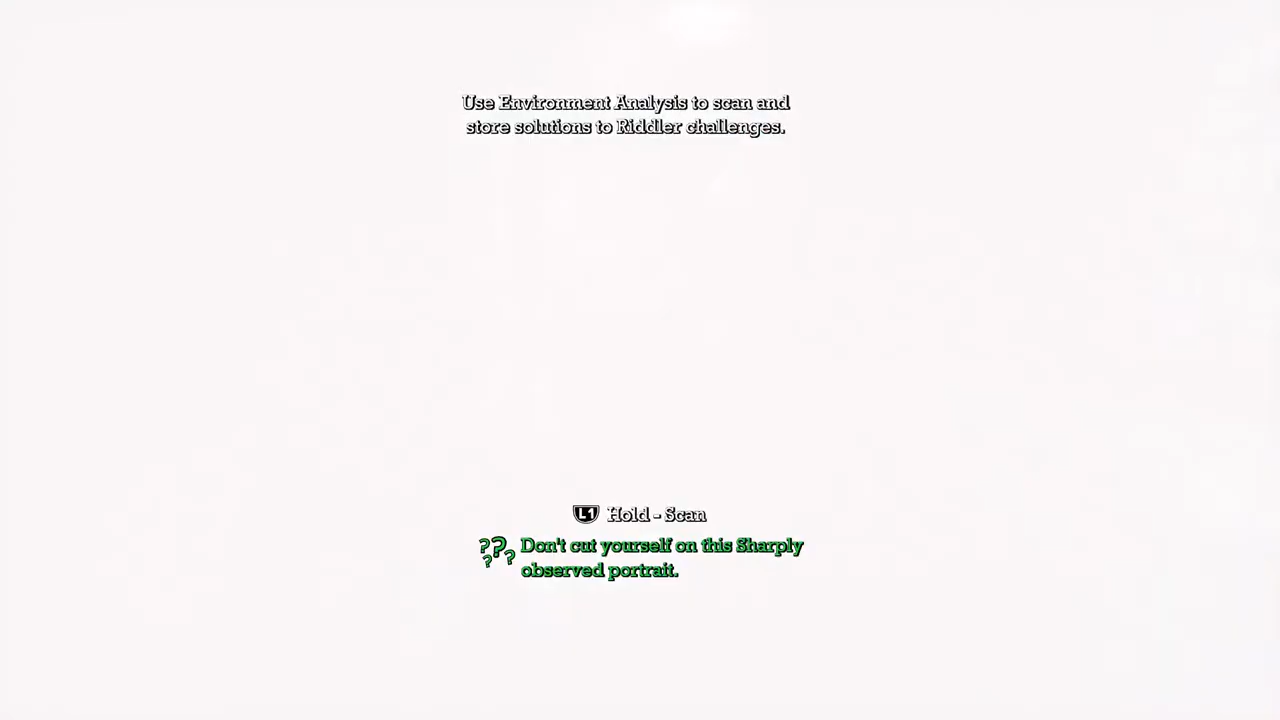 Use Environment Analysis to scan and
store solutions to Riddler challenges.
L1 Hold - Scan
??? Don't cut yourself on this Sharply
? observed portrait.